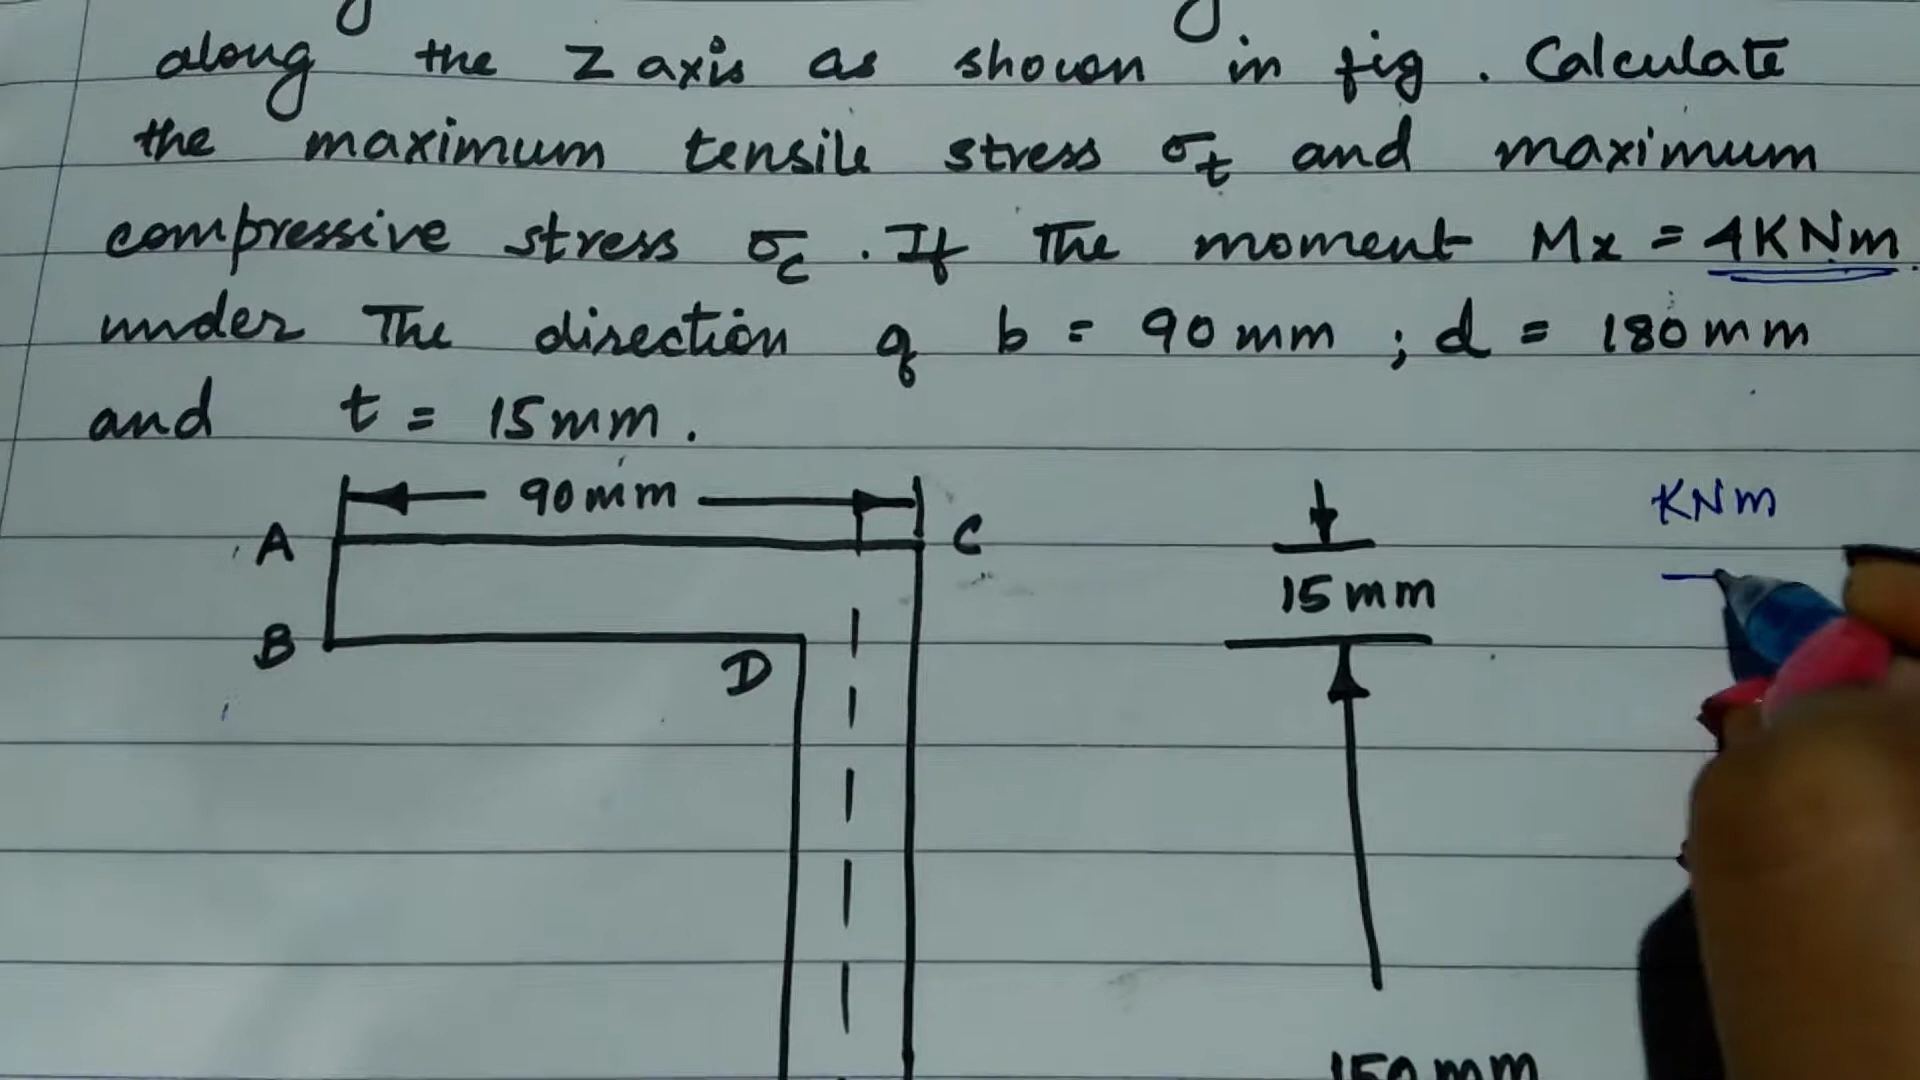 along the z axis as shown in fig. Calculate
the maximum tensile stress σt and maximum
compressive stress σc. If The moment Mx = 4KNm.
under The direction of b = 90mm ; d = 180mm
and t = 15mm.
90mm
A
C
KNm
15mm
B
D
150mm